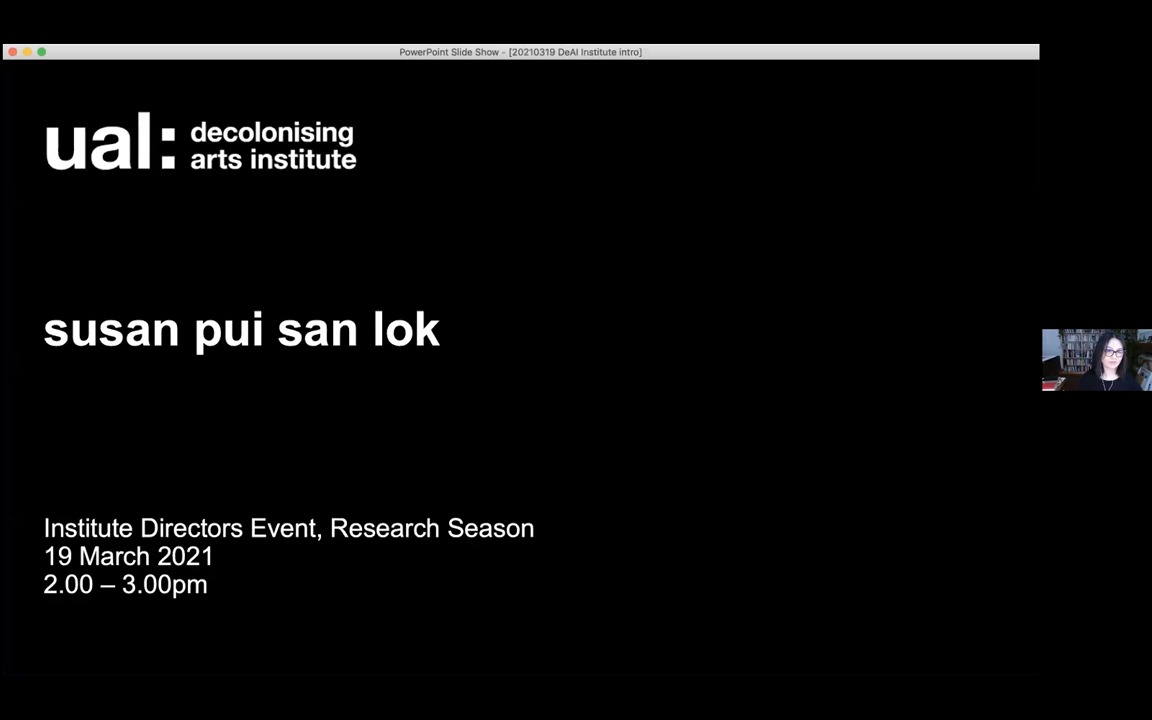 PowerPoint Slide Show - [20210319 DeAI Institute intro]
ual: decolonising
arts institute
susan pui san lok
Institute Directors Event, Research Season
19 March 2021
2.00 – 3.00pm